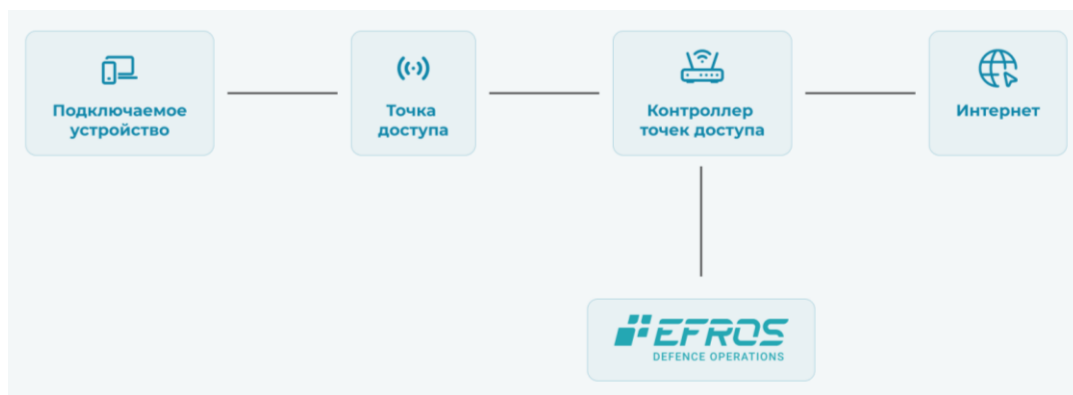 Подключаемое
устройство
Точка
доступа
Контроллер
точек доступа
Интернет
EFROS
DEFENCE OPERATIONS